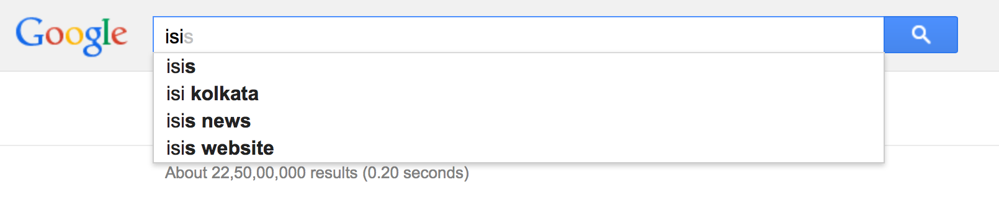 Google
isis
isis
isi kolkata
isis news
isis website
About 22,50,00,000 results (0.20 seconds)